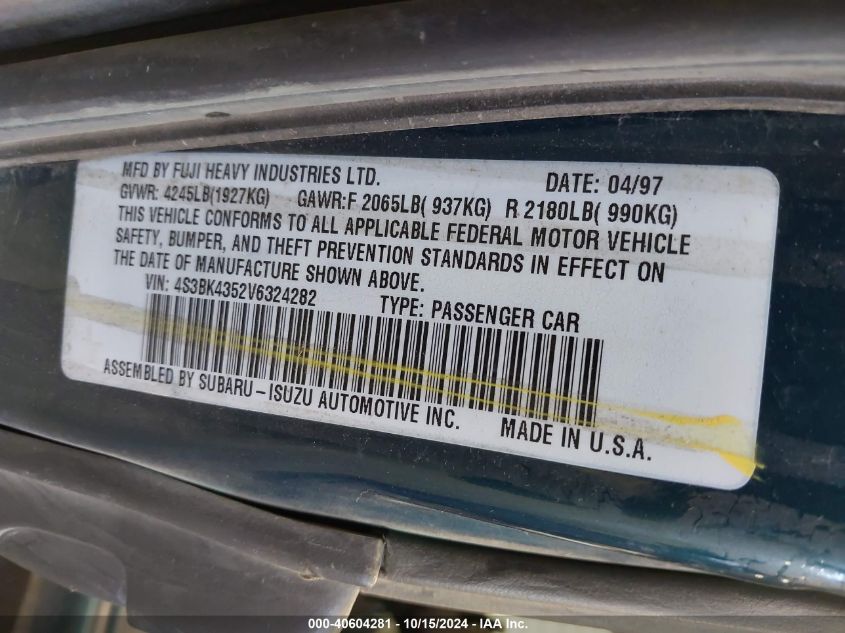 MFD BY FUJI HEAVY INDUSTRIES LTD. DATE: 04/97
GVWR: 4245LB(1927KG) GAWR:F 2065LB( 937KG) R 2180LB( 990KG)
THIS VEHICLE CONFORMS TO ALL APPLICABLE FEDERAL MOTOR VEHICLE
SAFETY, BUMPER, AND THEFT PREVENTION STANDARDS IN EFFECT ON
THE DATE OF MANUFACTURE SHOWN ABOVE.
VIN: 4S3BK4352V6324282 TYPE: PASSENGER CAR
ASSEMBLED BY SUBARU-ISUZU AUTOMOTIVE INC. MADE IN U.S.A.
000-40604281 - 10/15/2024 - IAA Inc.